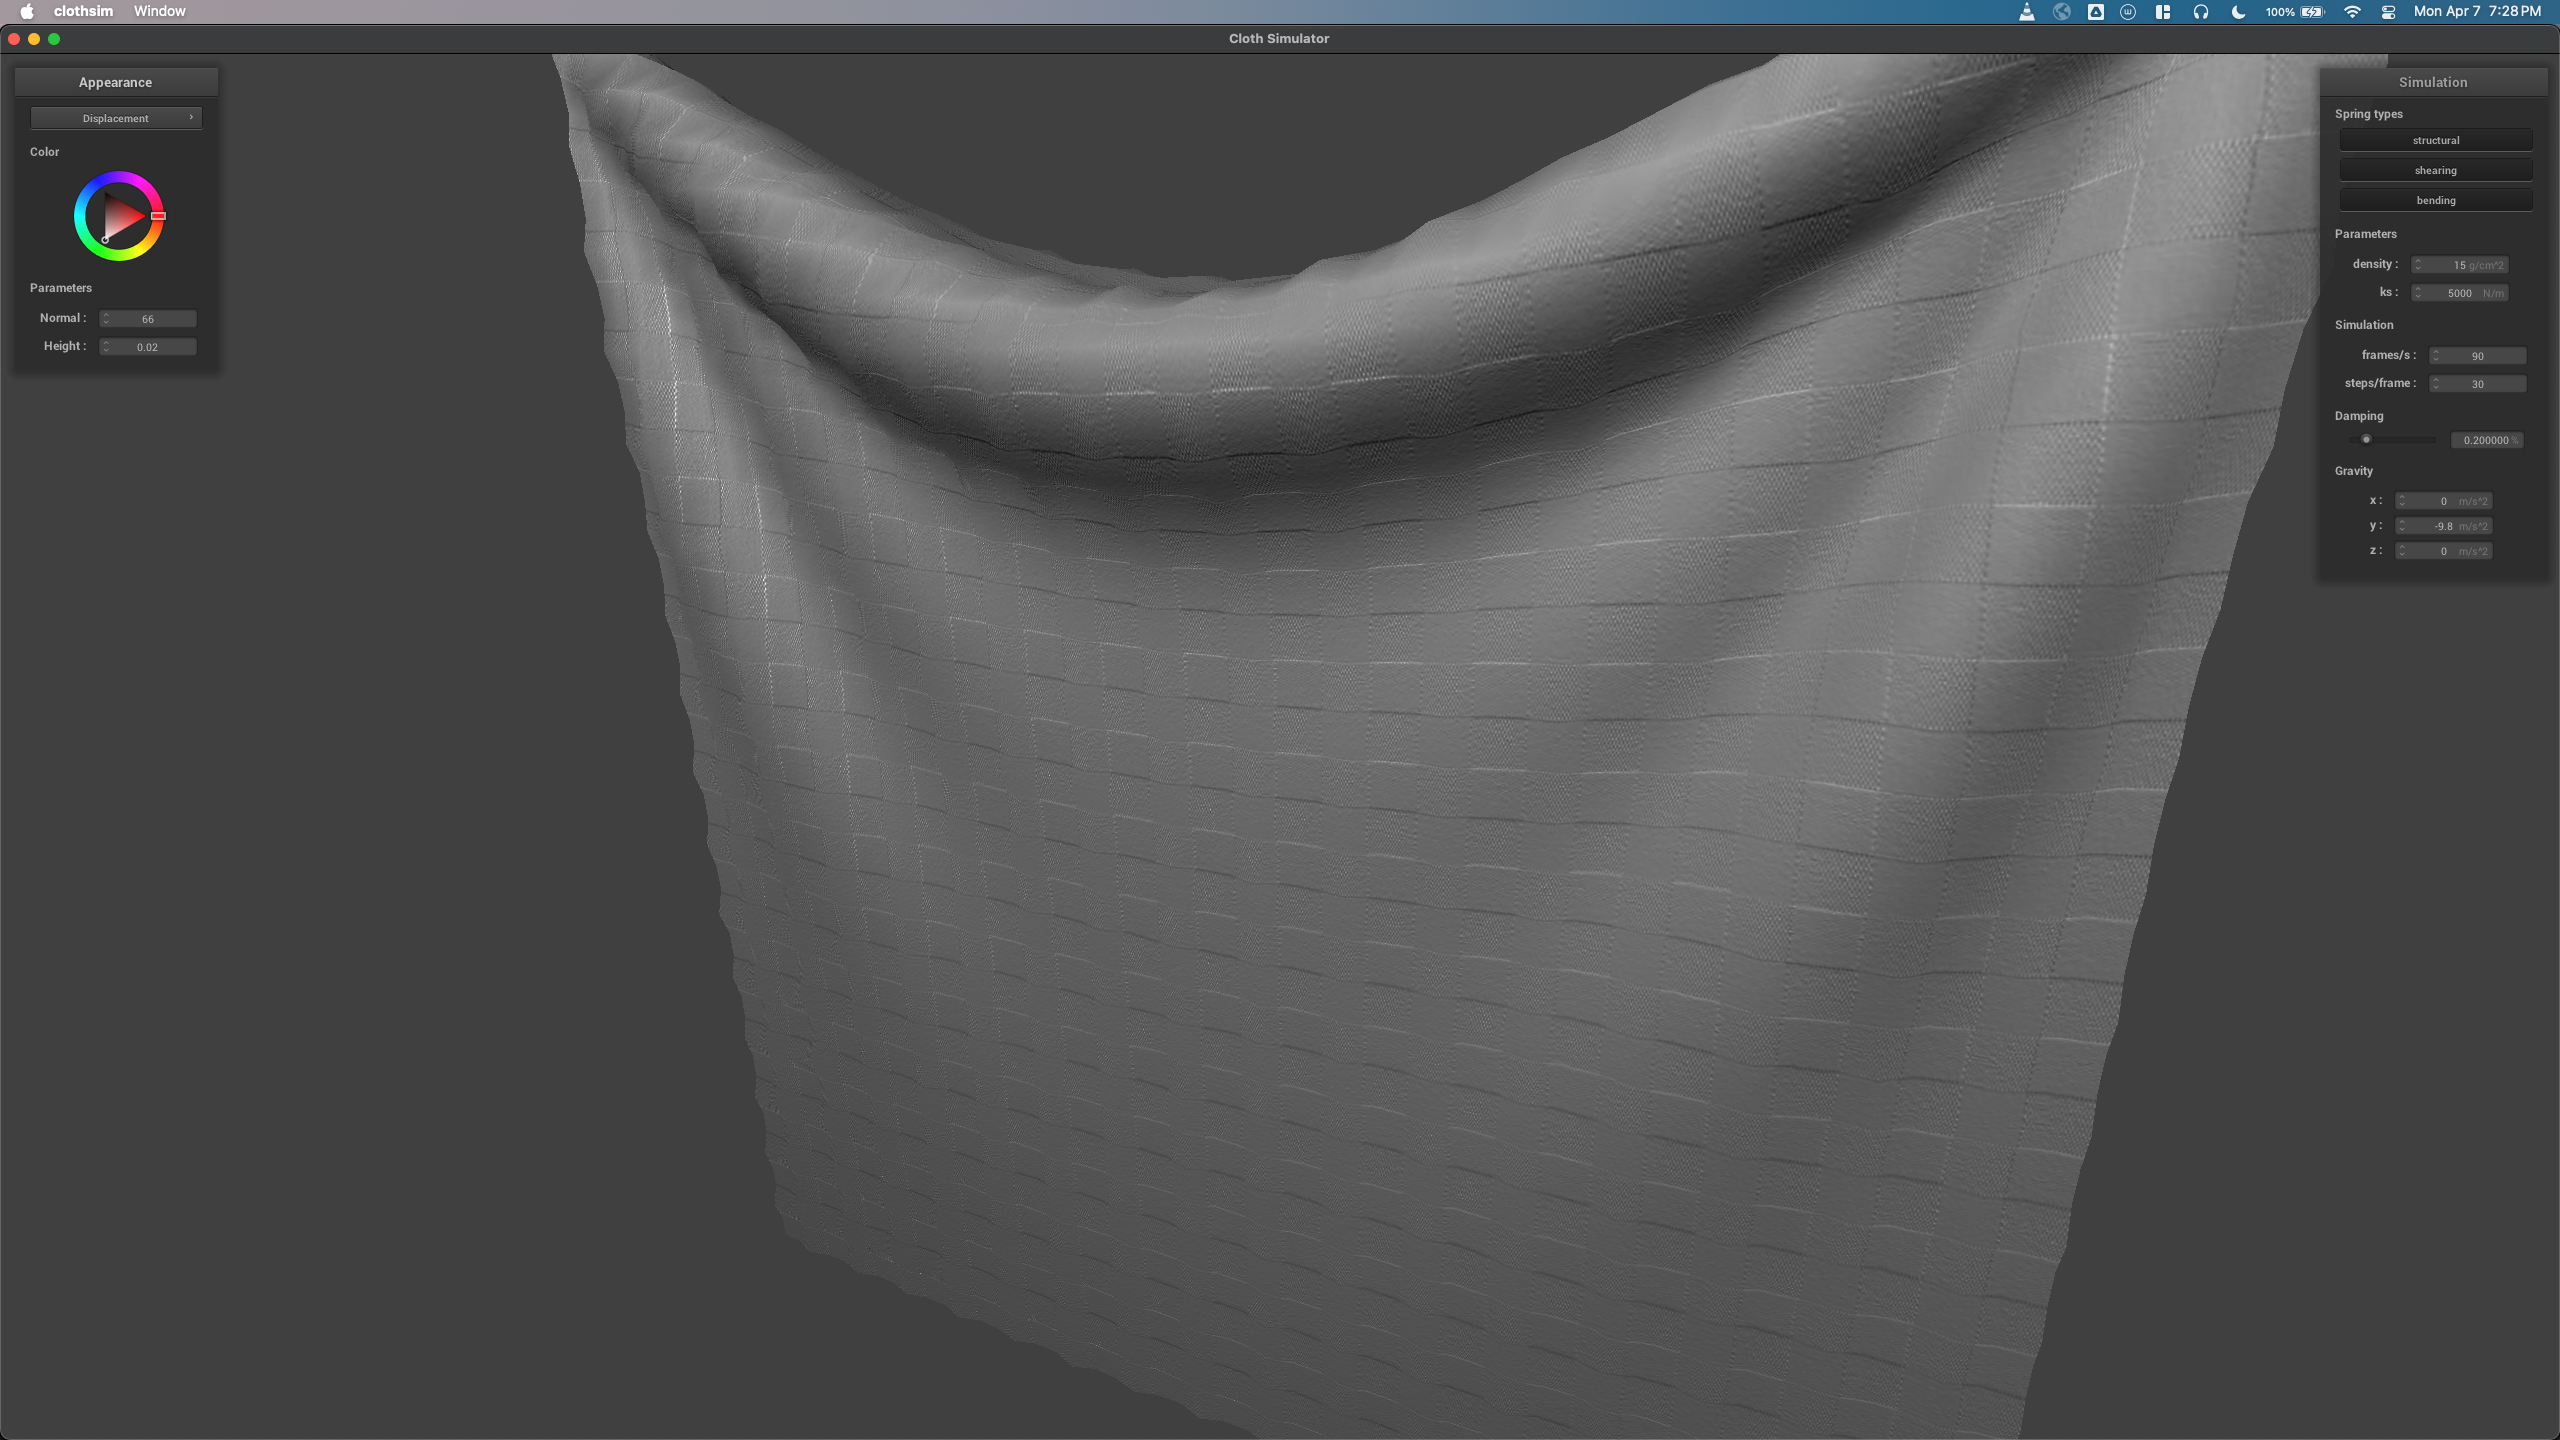 clothsim Window 100% Mon Apr 7 7:28 PM
Cloth Simulator
Appearance
Displacement
Color
Parameters
Normal : 66
Height : 0.02
Simulation
Spring types
structural
shearing
bending
Parameters
density : 15 g/cm^2
ks : 5000 N/m
Simulation
frames/s : 90
steps/frame : 30
Damping
0.200000 %
Gravity
x : 0 m/s^2
y : -9.8 m/s^2
z : 0 m/s^2